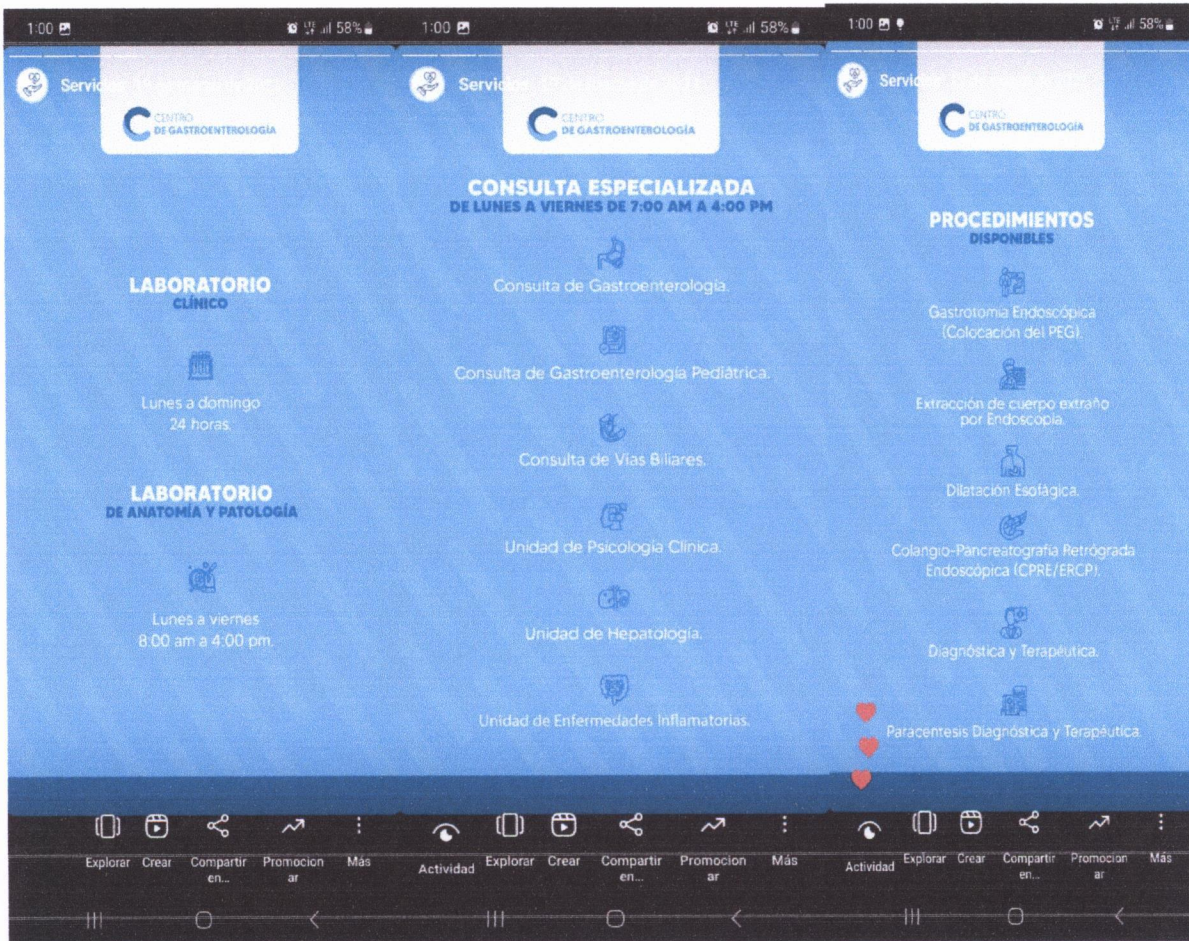 1:00
LTE
58%
Servicios
CENTRO
DE GASTROENTEROLOGÍA
LABORATORIO
CLÍNICO
Lunes a domingo
24 horas.
LABORATORIO
DE ANATOMÍA Y PATOLOGÍA
Lunes a viernes
8:00 am a 4:00 pm.
Explorar
Crear
Compartir
en...
Promocion
ar
Más
1:00
LTE
58%
Servicios
CENTRO
DE GASTROENTEROLOGÍA
CONSULTA ESPECIALIZADA
DE LUNES A VIERNES DE 7:00 AM A 4:00 PM
Consulta de Gastroenterología.
Consulta de Gastroenterología Pediátrica.
Consulta de Vías Biliares.
Unidad de Psicología Clínica.
Unidad de Hepatología.
Unidad de Enfermedades Inflamatorias.
Actividad
Explorar
Crear
Compartir
en...
Promocion
ar
Más
1:00
LTE
58%
Servici
CENTRO
DE GASTROENTEROLOGÍA
PROCEDIMIENTOS
DISPONIBLES
Gastrotomía Endoscópica
(Colocación del PEG).
Extracción de cuerpo extraño
por Endoscopía.
Dilatación Esofágica.
Colangio-Pancreatografía Retrógrada
Endoscópica (CPRE/ERCP).
Diagnóstica y Terapéutica.
Paracentesis Diagnóstica y Terapéutica.
Actividad
Explorar
Crear
Compartir
en...
Promocion
ar
Más